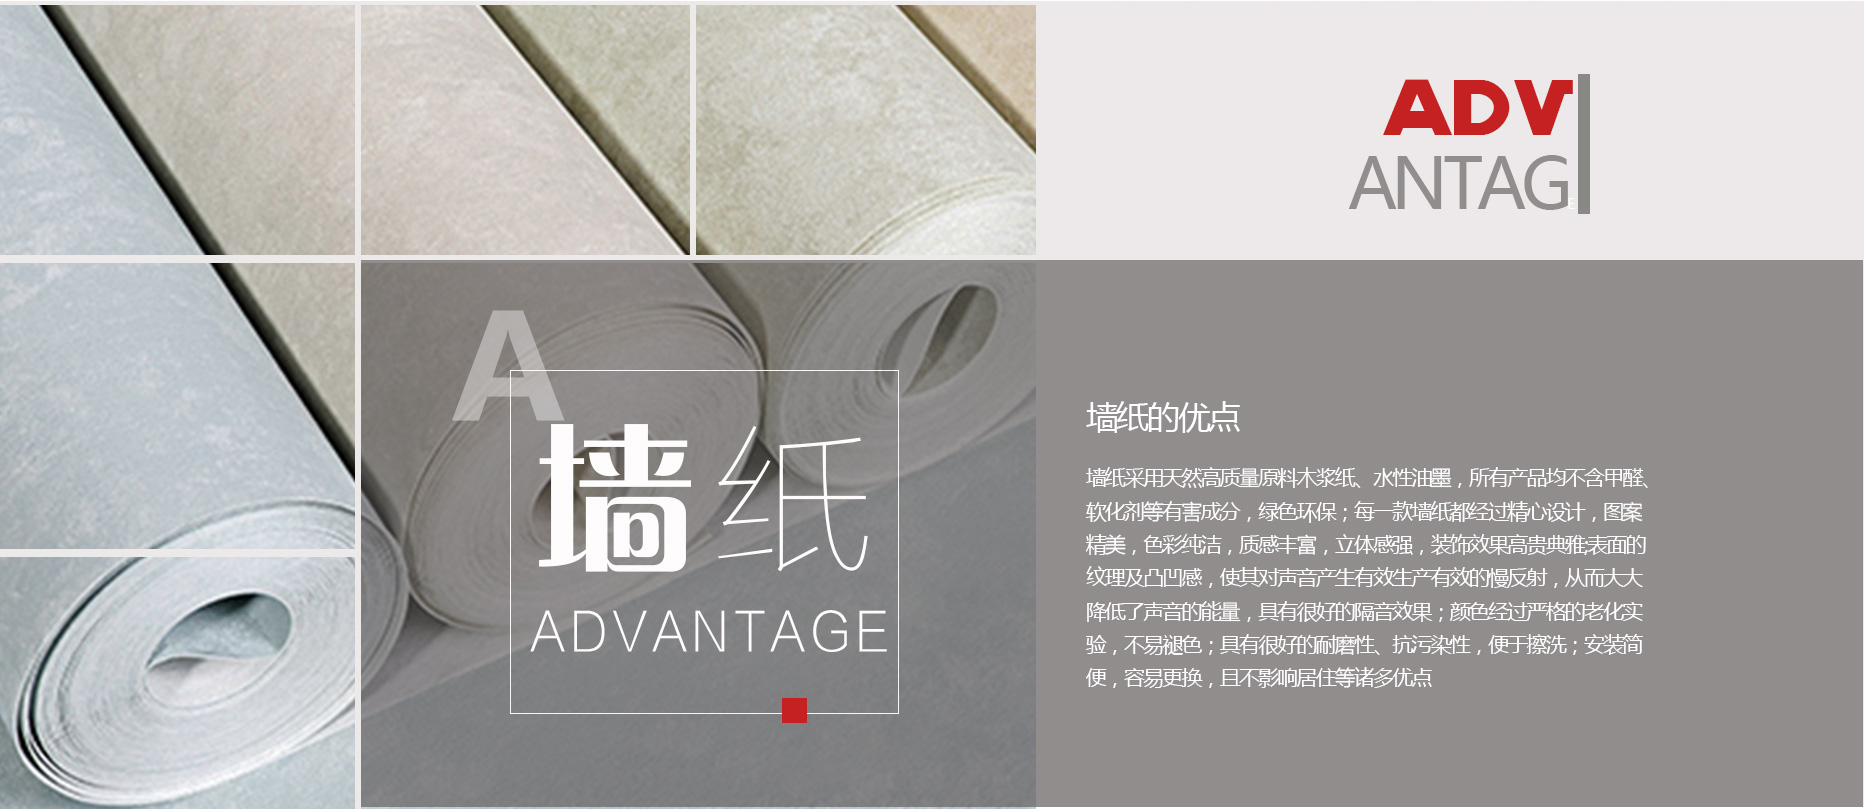 ADV
ANTAGE
A
墙纸
ADVANTAGE
墙纸的优点
墙纸采用天然高质量原料木浆纸、水性油墨，所有产品均不含甲醛、
软化剂等有害成分，绿色环保；每一款墙纸都经过精心设计，图案
精美，色彩纯洁，质感丰富，立体感强，装饰效果高贵典雅;表面的
纹理及凸凹感，使其对声音产生有效生产有效的慢反射，从而大大
降低了声音的能量，具有很好的隔音效果；颜色经过严格的老化实
验，不易褪色；具有很好的耐磨性、抗污染性，便于擦洗；安装简
便，容易更换，且不影响居住等诸多优点